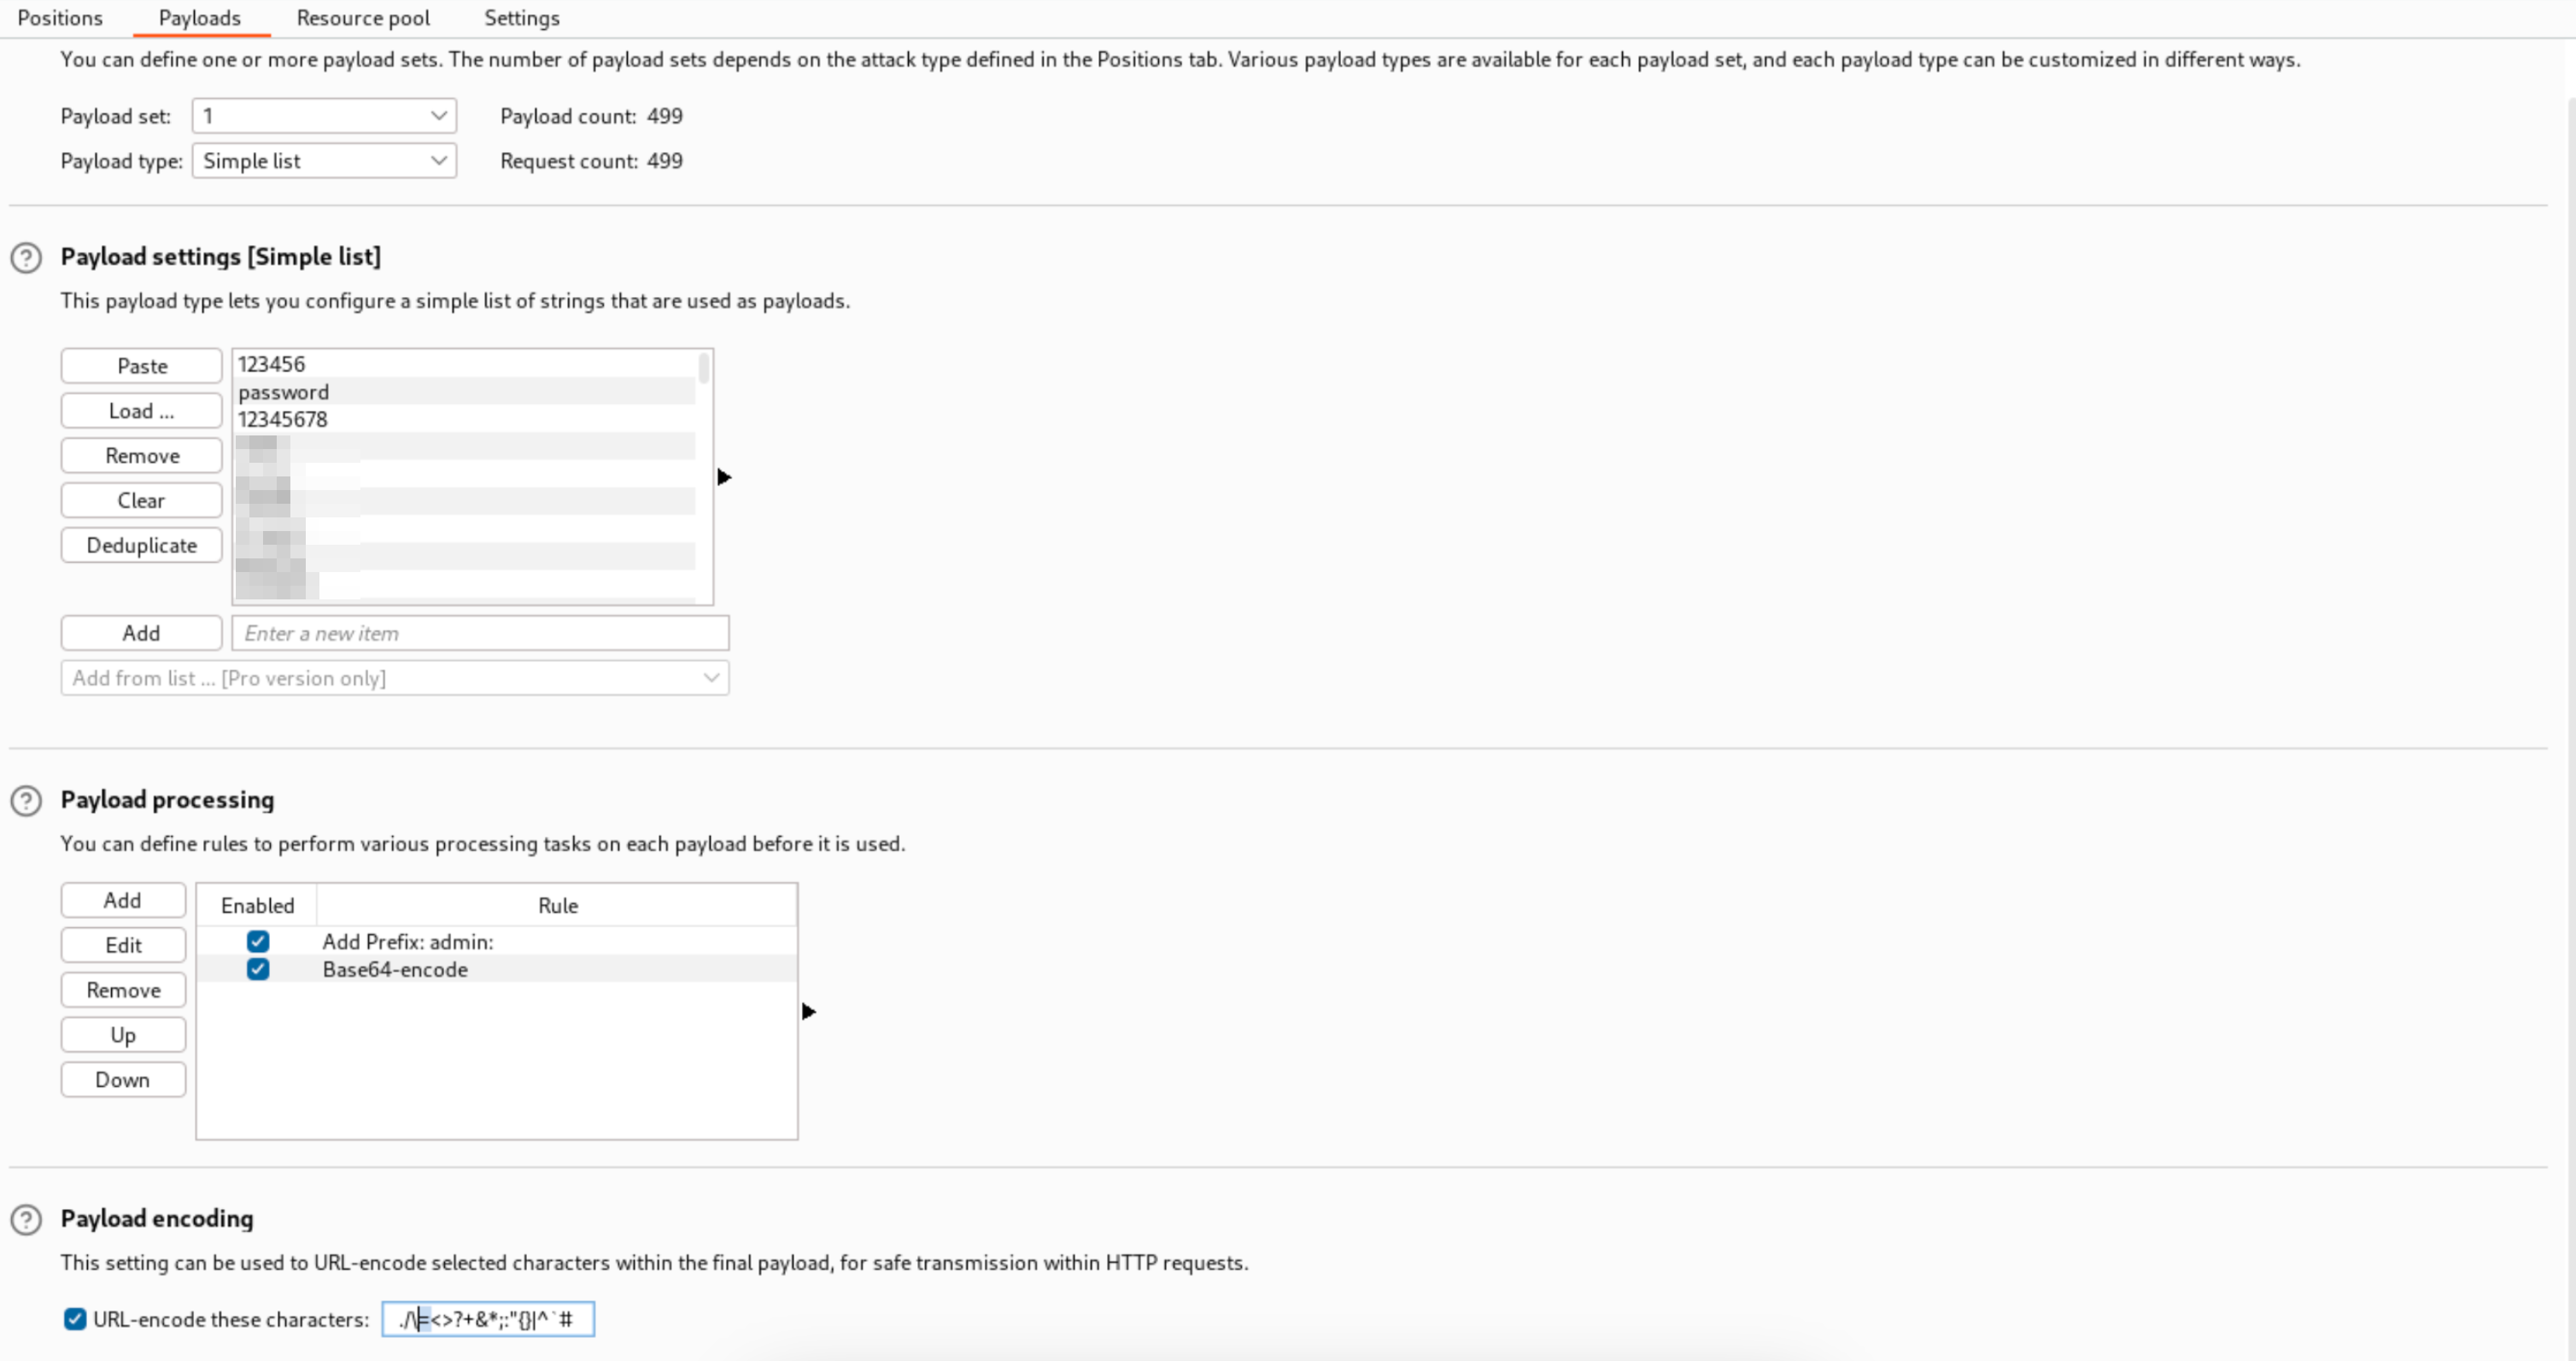 Positions Payloads Resource pool Settings
You can define one or more payload sets. The number of payload sets depends on the attack type defined in the Positions tab. Various payload types are available for each payload set, and each payload type can be customized in different ways.
Payload set: 1 Payload count: 499
Payload type: Simple list Request count: 499
Payload settings [Simple list]
This payload type lets you configure a simple list of strings that are used as payloads.
Paste
Load ...
Remove
Clear
Deduplicate
123456
password
12345678
Add Enter a new item
Add from list ... [Pro version only]
Payload processing
You can define rules to perform various processing tasks on each payload before it is used.
Add
Edit
Remove
Up
Down
Enabled Rule
Add Prefix: admin:
Base64-encode
Payload encoding
This setting can be used to URL-encode selected characters within the final payload, for safe transmission within HTTP requests.
URL-encode these characters: ./\=<>?+&*;:"{}|^`#